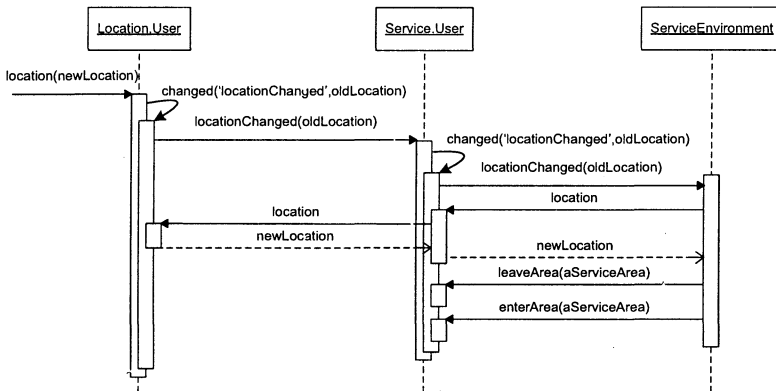 Location.User
Service.User
ServiceEnvironment
location(newLocation)
changed('locationChanged',oldLocation)
locationChanged(oldLocation)
changed('locationChanged',oldLocation)
locationChanged(oldLocation)
location
location
newLocation
newLocation
leaveArea(aServiceArea)
enterArea(aServiceArea)